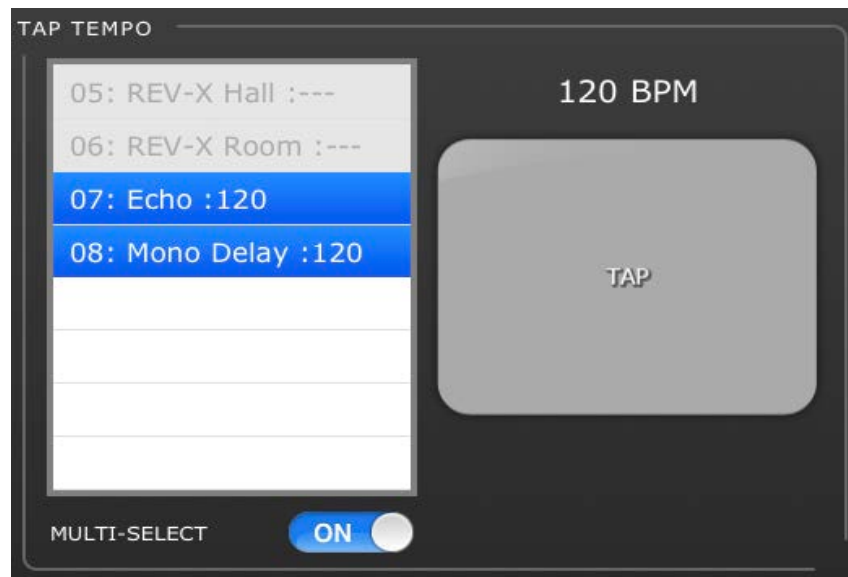 TAP TEMPO
05: REV-X Hall :---
06: REV-X Room :---
07: Echo :120
08: Mono Delay :120
120 BPM
TAP
MULTI-SELECT
ON